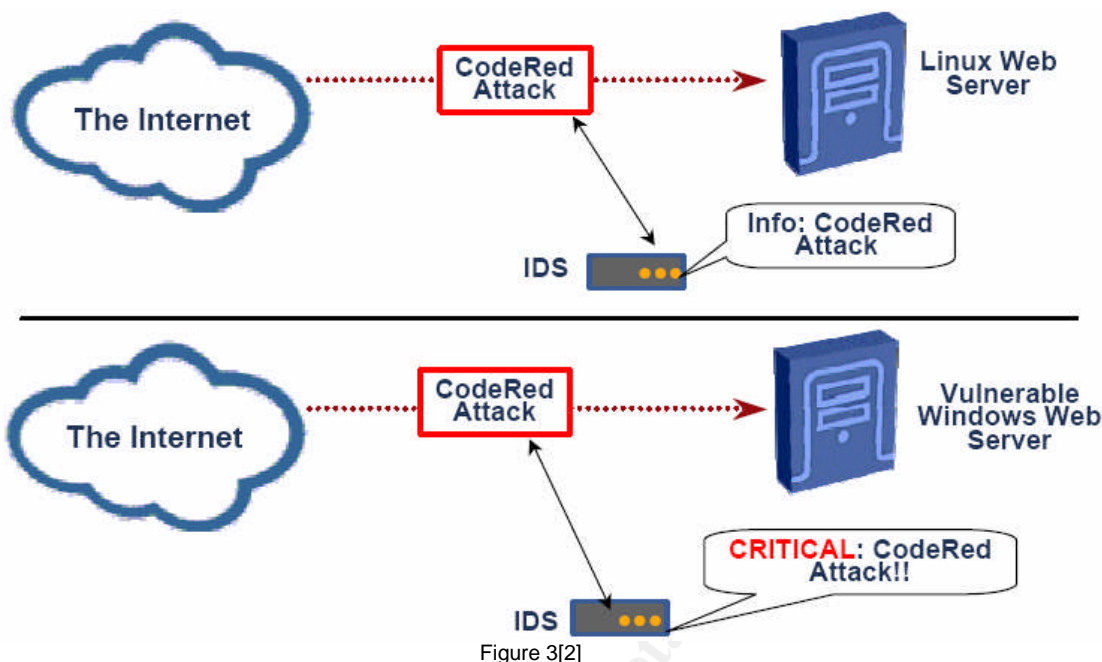 CodeRed
Attack
Linux Web
Server
The Internet
Info: CodeRed
Attack
IDS
CodeRed
Attack
Vulnerable
Windows Web
Server
The Internet
CRITICAL: CodeRed
Attack!!
IDS
Figure 3[2]